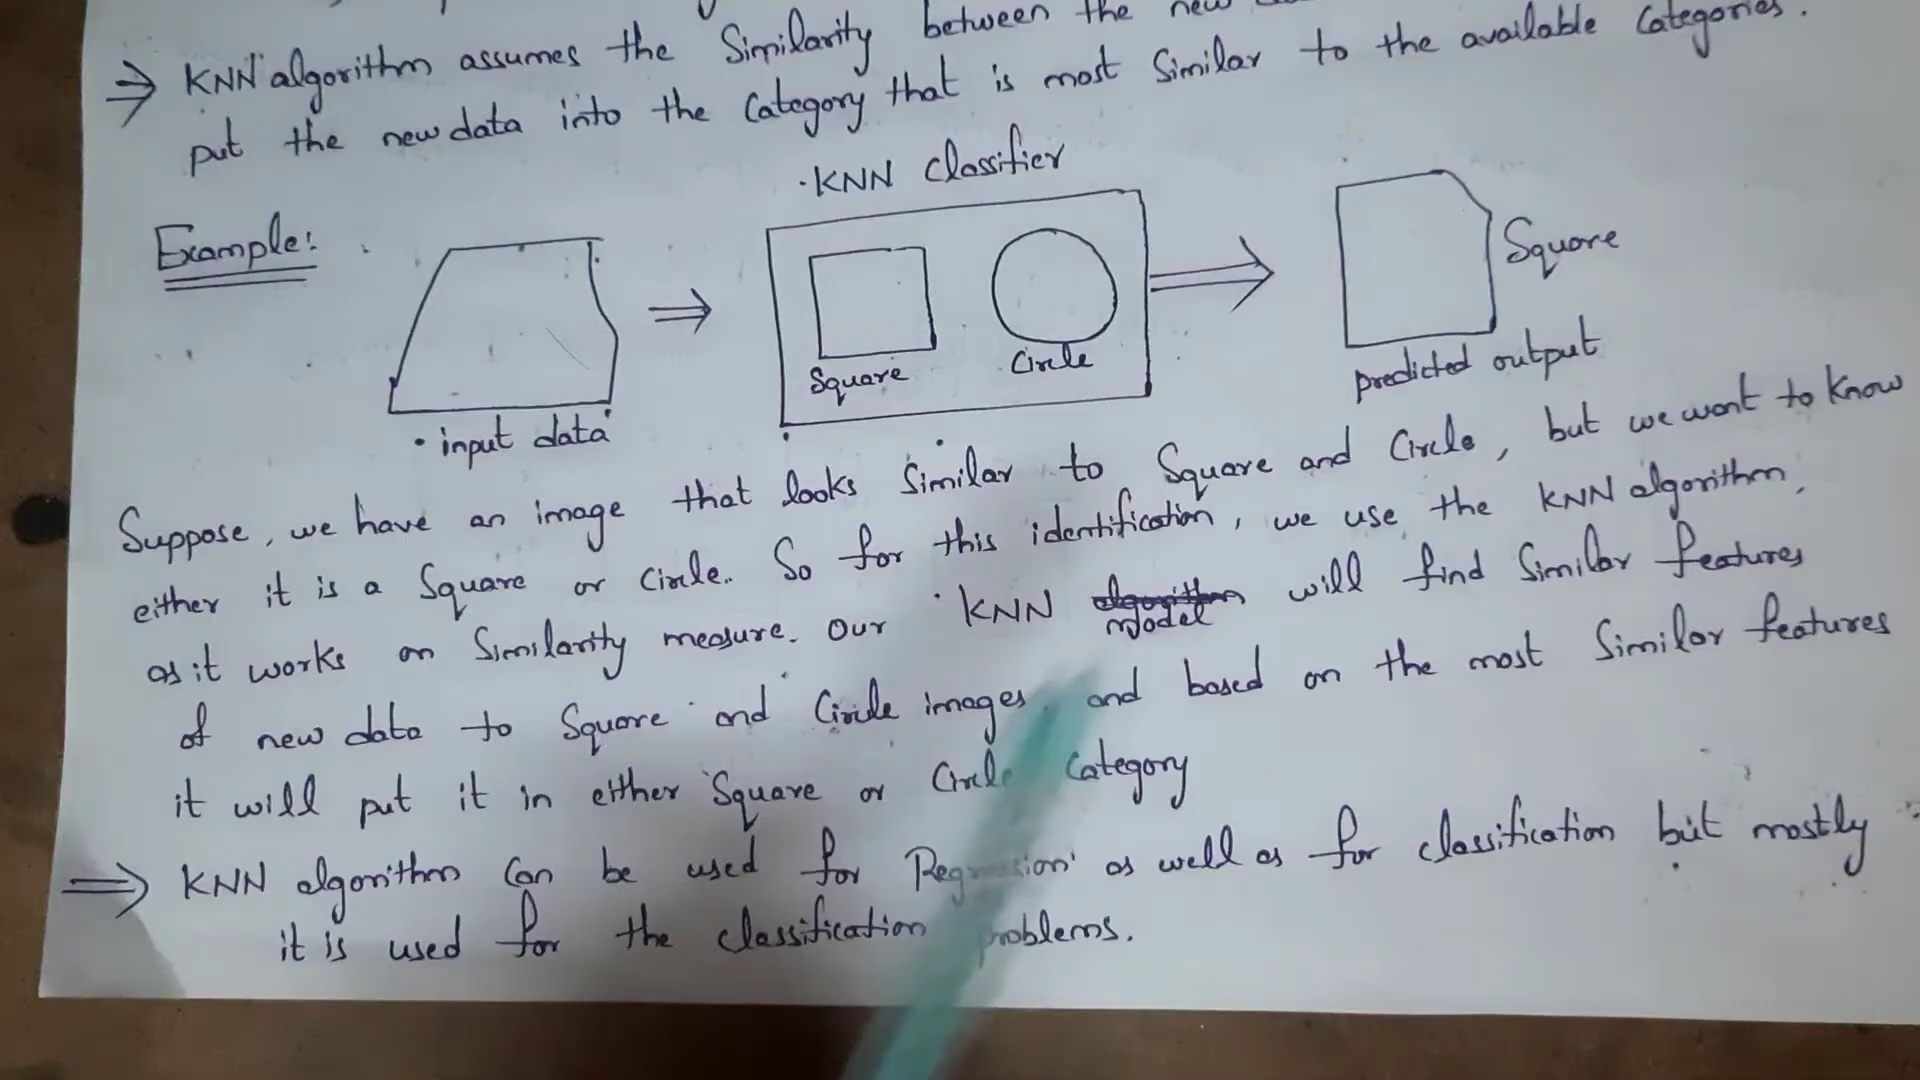 ⇒ KNN algorithm assumes the Similarity between the new
put the new data into the Category that is most Similar to the available Categories.
Example:
KNN Classifier
Square
Circle
Square
input data
predicted output
Suppose, we have an image that looks Similar to Square and Circle, but we want to know
either it is a Square or Circle. So for this identification, we use the KNN algorithm,
as it works on Similarity measure. Our KNN algorithm model will find Similar features
of new data to Square and Circle images, and based on the most Similar features
it will put it in either Square or Circle Category
⇒ KNN algorithm Can be used for Regression as well as for classification but mostly
it is used for the classification problems.